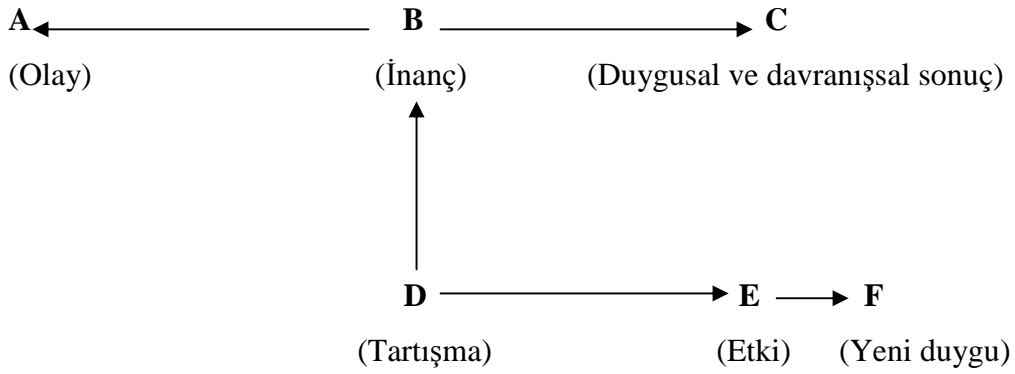 A B C
(Olay) (İnanç) (Duygusal ve davranışsal sonuç)
D E F
(Tartışma) (Etki) (Yeni duygu)